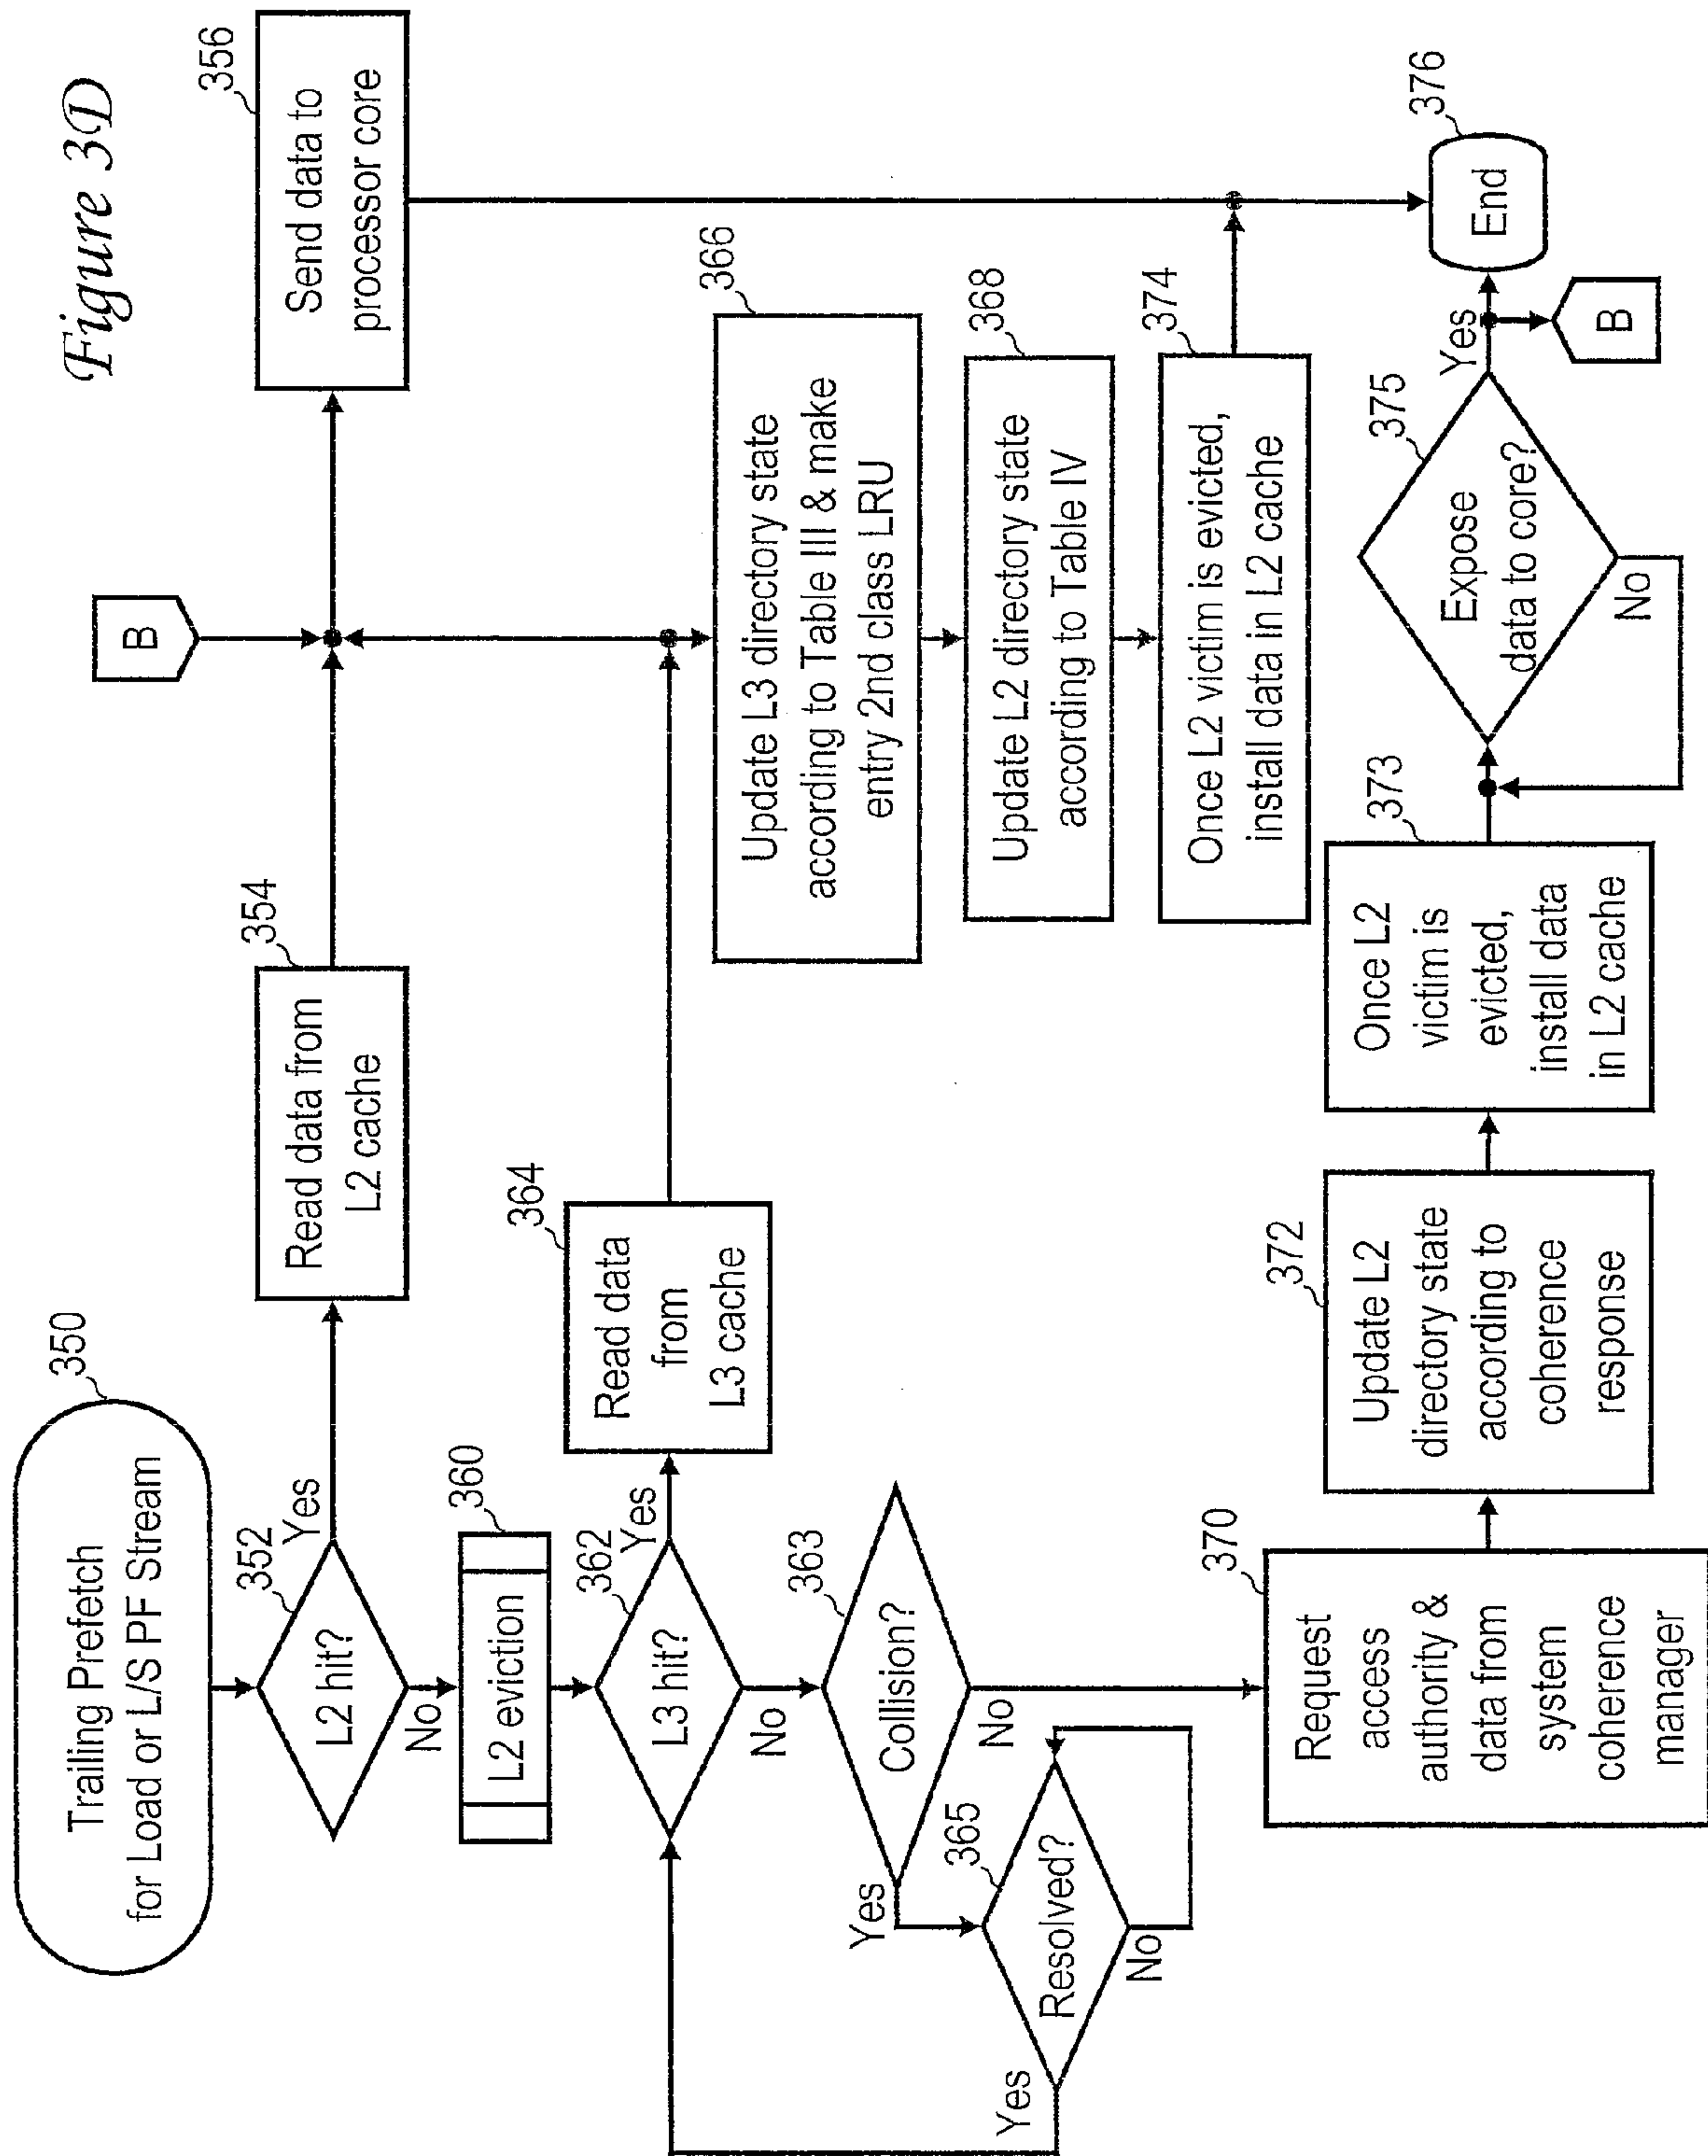 Figure 3D
350
Trailing Prefetch
for Load or L/S PF Stream
352
L2 hit?
Yes
No
354
Read data from
L2 cache
B
356
Send data to
processor core
360
L2 eviction
362
L3 hit?
Yes
No
364
Read data
from
L3 cache
366
Update L3 directory state
according to Table III & make
entry 2nd class LRU
368
Update L2 directory state
according to Table IV
374
Once L2 victim is evicted,
install data in L2 cache
363
Collision?
Yes
No
365
Resolved?
Yes
No
370
Request
access
authority &
data from
system
coherence
manager
372
Update L2
directory state
according to
coherence
response
373
Once L2
victim is
evicted,
install data
in L2 cache
375
Expose
data to core?
Yes
No
B
376
End